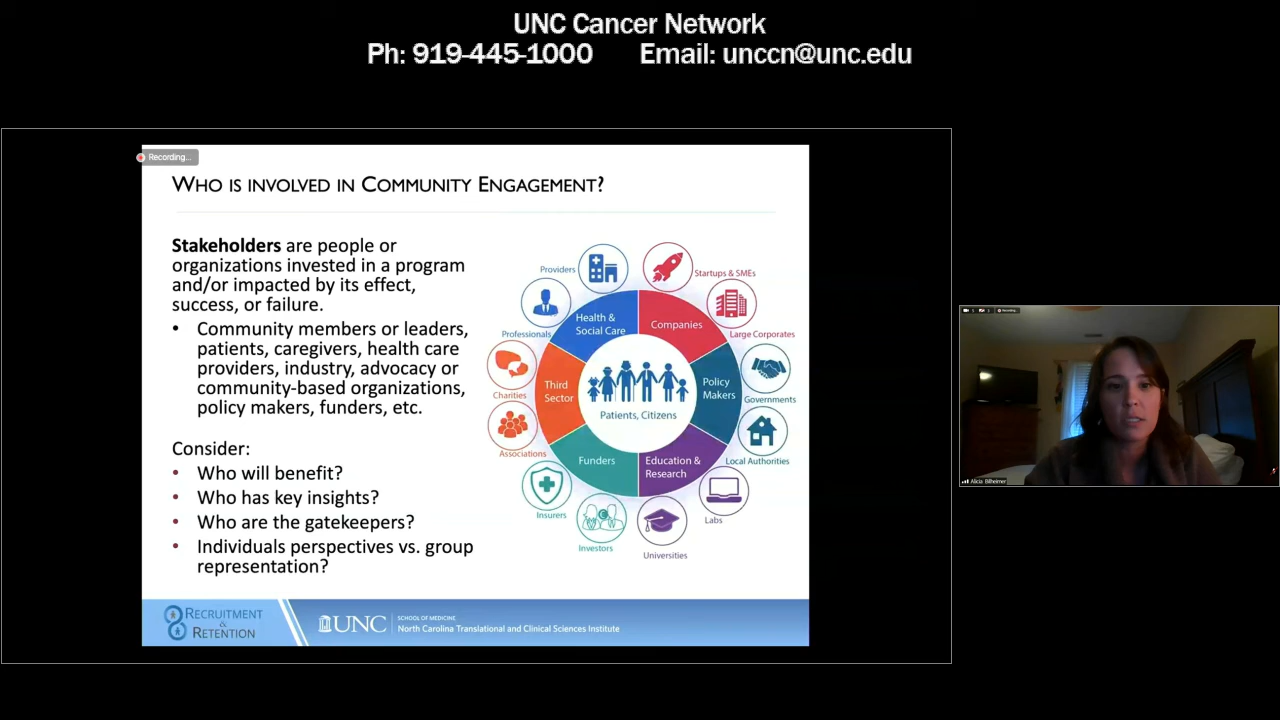 UNC Cancer Network
Ph: 919-445-1000 Email: unccn@unc.edu
Recording...
WHO IS INVOLVED IN COMMUNITY ENGAGEMENT?
Stakeholders are people or
organizations invested in a program
and/or impacted by its effect,
success, or failure.
• Community members or leaders,
patients, caregivers, health care
providers, industry, advocacy or
community-based organizations,
policy makers, funders, etc.
Consider:
• Who will benefit?
• Who has key insights?
• Who are the gatekeepers?
• Individuals perspectives vs. group
representation?
Providers
Startups & SMEs
Professionals
Health &
Social Care
Companies
Large Corporates
Charities
Third
Sector
Patients, Citizens
Policy
Makers
Governments
Associations
Funders
Education &
Research
Local Authorities
Insurers
Investors
Universities
Labs
RECRUITMENT
&
RETENTION
UNC
SCHOOL OF MEDICINE
North Carolina Translational and Clinical Sciences Institute
Recording...
Alicia Bilheimer